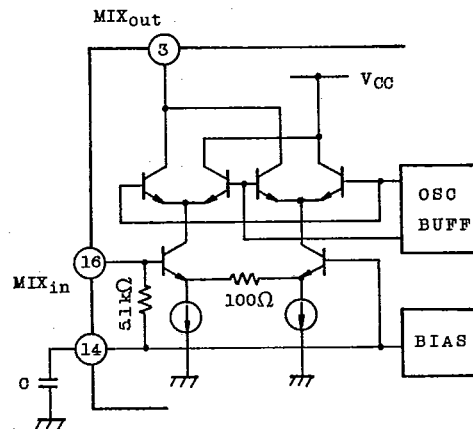 MIXout
3
VCC
OSC
BUFF
16
MIXin
5.1kΩ
100Ω
14
BIAS
C